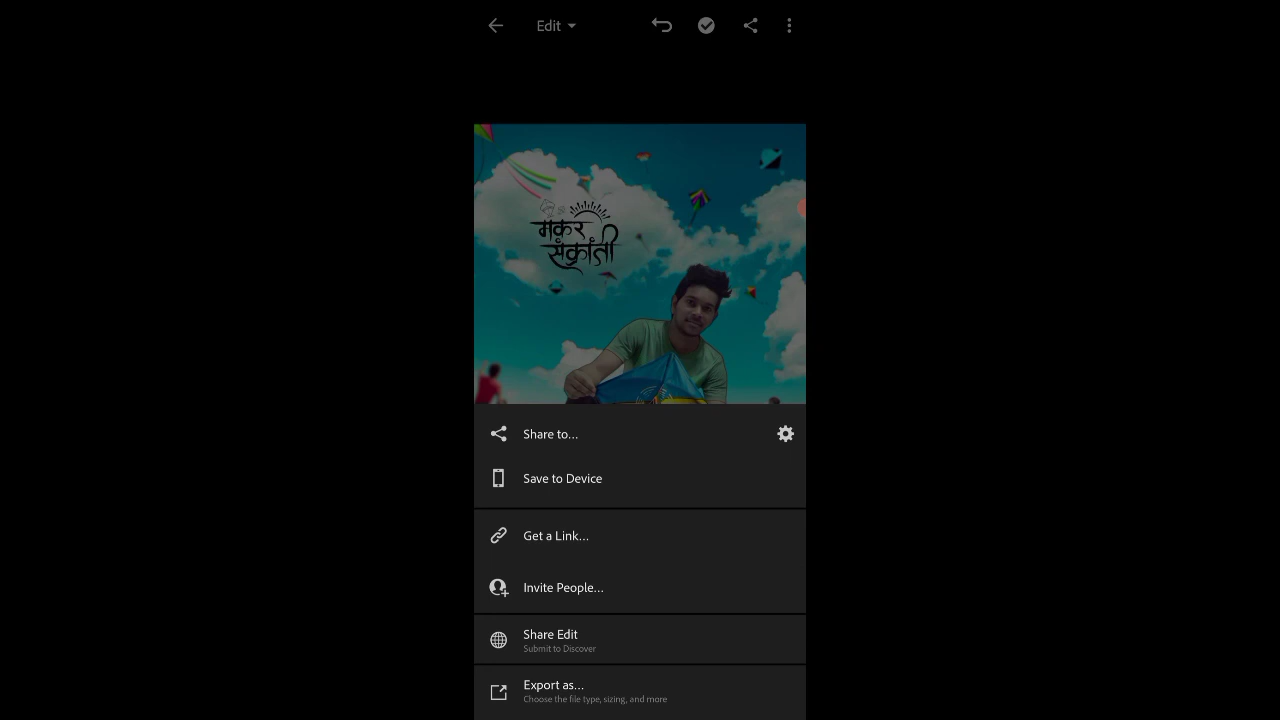 Edit
मकर
संक्रांती
Share to...
Save to Device
Get a Link...
Invite People...
Share Edit
Submit to Discover
Export as...
Choose the file type, sizing, and more